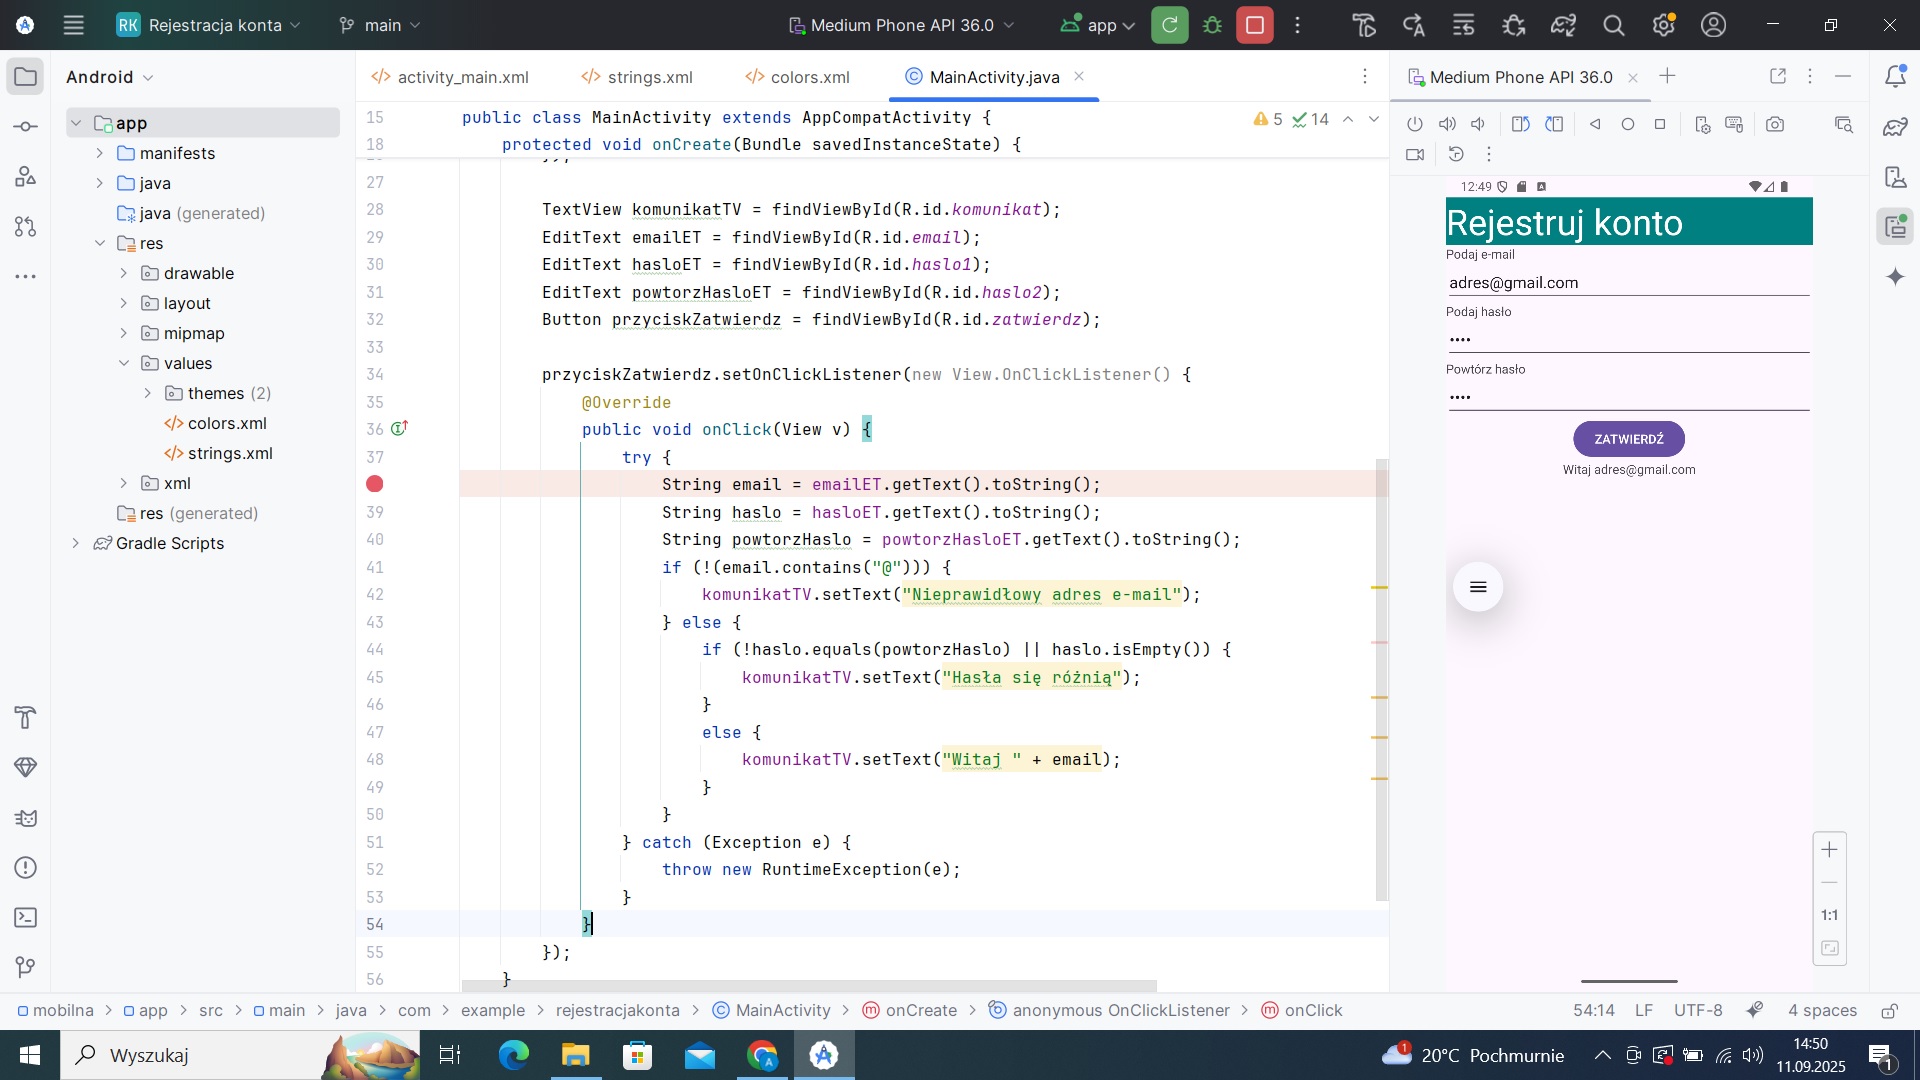 RK Rejestracja konta
main
Medium Phone API 36.0
app
Android
activity_main.xml
strings.xml
colors.xml
MainActivity.java
Medium Phone API 36.0
app
manifests
java
java (generated)
res
drawable
layout
mipmap
values
themes (2)
colors.xml
strings.xml
xml
res (generated)
Gradle Scripts
15 public class MainActivity extends AppCompatActivity {
5 14
18 protected void onCreate(Bundle savedInstanceState) {
27
28 TextView komunikatTV = findViewById(R.id.komunikat);
29 EditText emailET = findViewById(R.id.email);
30 EditText hasloET = findViewById(R.id.haslo1);
31 EditText powtorzHasloET = findViewById(R.id.haslo2);
32 Button przyciskZatwierdz = findViewById(R.id.zatwierdz);
33
34 przyciskZatwierdz.setOnClickListener(new View.OnClickListener() {
35 @Override
36 public void onClick(View v) {
37 try {
String email = emailET.getText().toString();
39 String haslo = hasloET.getText().toString();
40 String powtorzHaslo = powtorzHasloET.getText().toString();
41 if (!(email.contains("@"))) {
42 komunikatTV.setText("Nieprawidłowy adres e-mail");
43 } else {
44 if (!haslo.equals(powtorzHaslo) || haslo.isEmpty()) {
45 komunikatTV.setText("Hasła się różnią");
46 }
47 else {
48 komunikatTV.setText("Witaj " + email);
49 }
50 }
51 } catch (Exception e) {
52 throw new RuntimeException(e);
53 }
54 }
55 });
56 }
12:49
Rejestruj konto
Podaj e-mail
adres@gmail.com
Podaj hasło
••••
Powtórz hasło
••••
ZATWIERDŹ
Witaj adres@gmail.com
1:1
mobilna > app > src > main > java > com > example > rejestracjakonta > MainActivity > onCreate > anonymous OnClickListener > onClick
54:14 LF UTF-8 4 spaces
Wyszukaj
1
20°C Pochmurnie
14:50
11.09.2025
1